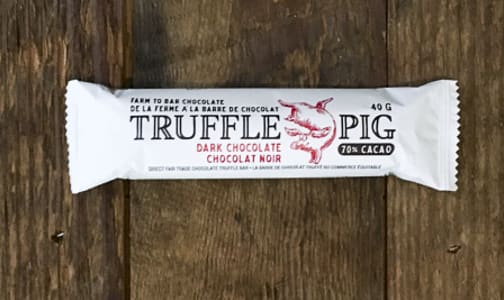 FARM TO BAR CHOCOLATE
DE LA FERME A LA BARRE DE CHOCOLAT
40 G
TRUFFLE PIG
DARK CHOCOLATE
CHOCOLAT NOIR
70% CACAO
DIRECT FAIR TRADE CHOCOLATE TRUFFLE BAR • LA BARRE DE CHOCOLAT TRUFFÉ DU COMMERCE ÉQUITABLE